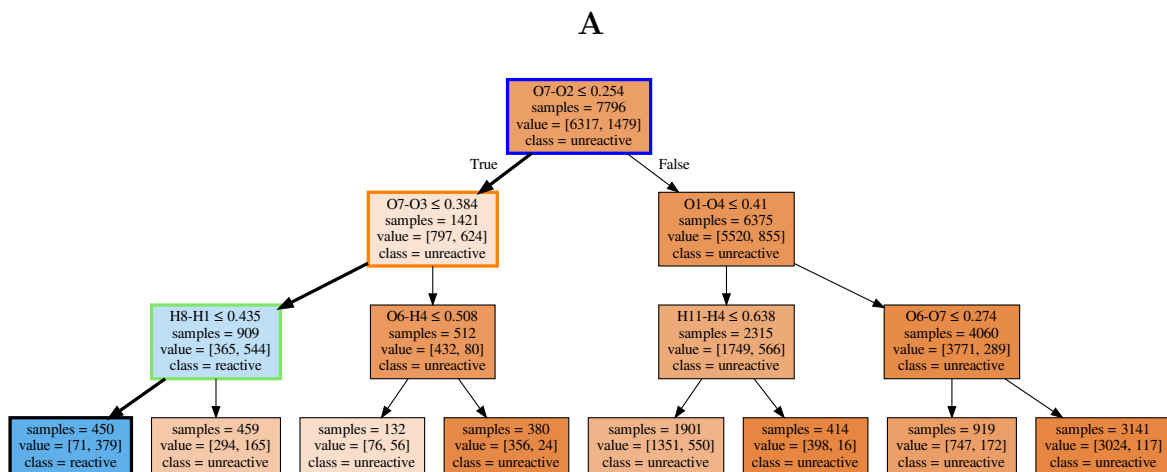 A
O7-O2 ≤ 0.254
samples = 7796
value = [6317, 1479]
class = unreactive
True
False
O7-O3 ≤ 0.384
samples = 1421
value = [797, 624]
class = unreactive
O1-O4 ≤ 0.41
samples = 6375
value = [5520, 855]
class = unreactive
H8-H1 ≤ 0.435
samples = 909
value = [365, 544]
class = reactive
O6-H4 ≤ 0.508
samples = 512
value = [432, 80]
class = unreactive
H11-H4 ≤ 0.638
samples = 2315
value = [1749, 566]
class = unreactive
O6-O7 ≤ 0.274
samples = 4060
value = [3771, 289]
class = unreactive
samples = 450
value = [71, 379]
class = reactive
samples = 459
value = [294, 165]
class = unreactive
samples = 132
value = [76, 56]
class = unreactive
samples = 380
value = [356, 24]
class = unreactive
samples = 1901
value = [1351, 550]
class = unreactive
samples = 414
value = [398, 16]
class = unreactive
samples = 919
value = [747, 172]
class = unreactive
samples = 3141
value = [3024, 117]
class = unreactive